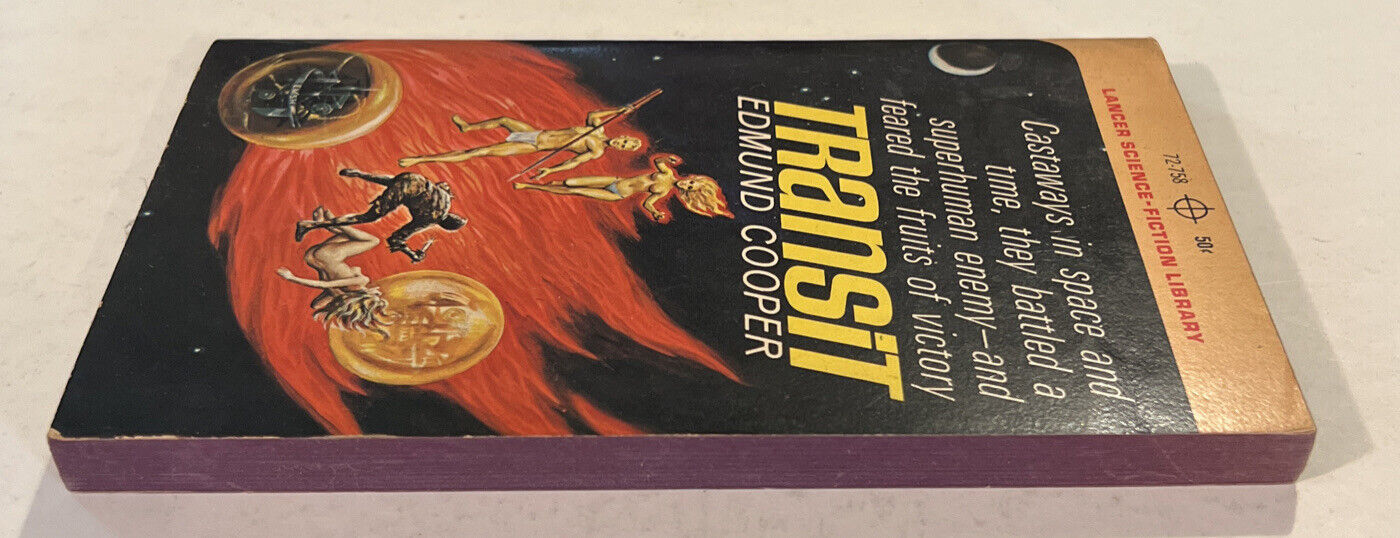 LANCER SCIENCE-FICTION LIBRARY
72-758 50¢
Castaways in space and
time, they battled a
superhuman enemy—and
feared the fruits of victory
TRANSiT
EDMUND COOPER